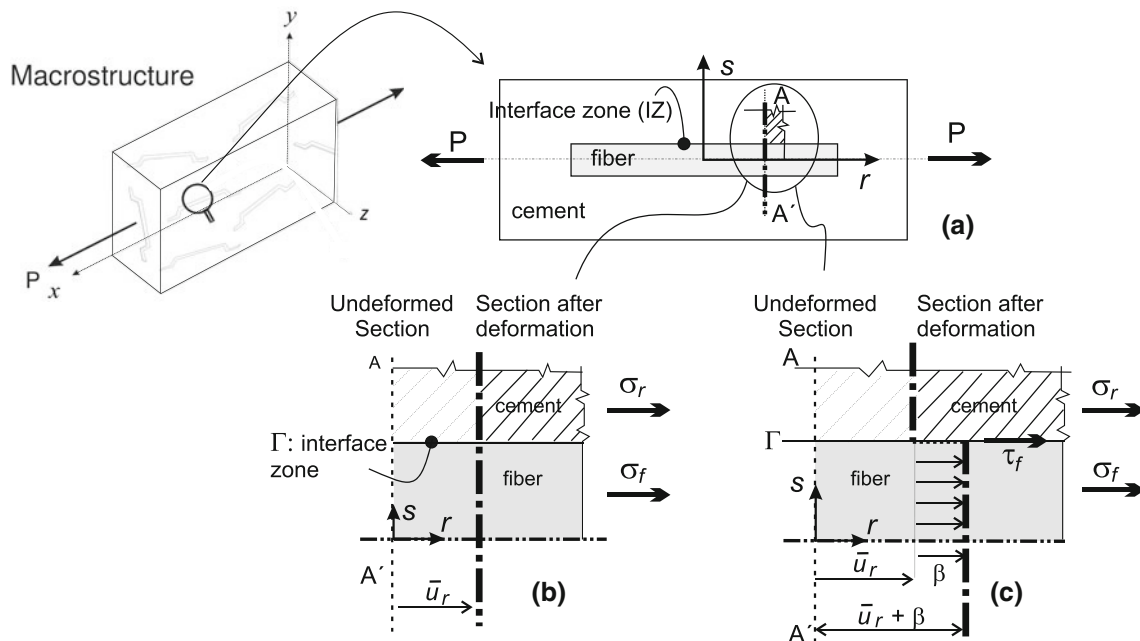 Macrostructure
y
z
P
x
s
A
Interface zone (IZ)
P
P
fiber
r
cement
A´
(a)
Undeformed Section
Section after deformation
A
cement
σr
Γ: interface zone
fiber
σf
s
r
A´
ūr
(b)
Undeformed Section
Section after deformation
A
cement
σr
Γ
τf
fiber
σf
s
r
ūr
β
(c)
A´
ūr + β